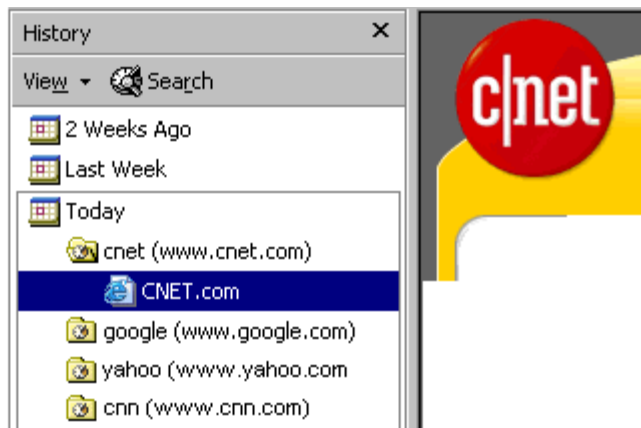 History
View Search
2 Weeks Ago
Last Week
Today
cnet (www.cnet.com)
CNET.com
google (www.google.com)
yahoo (www.yahoo.com
cnn (www.cnn.com)
c|net